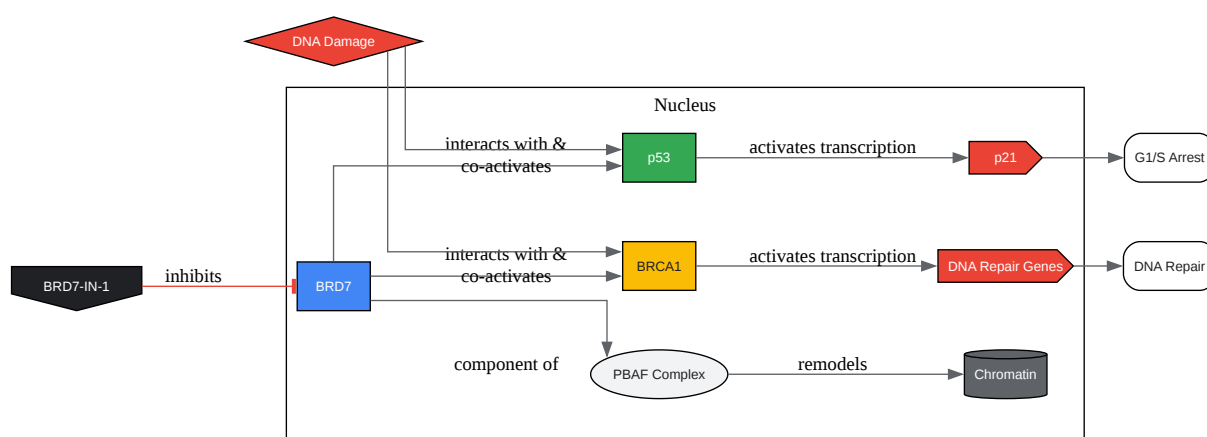 DNA Damage
Nucleus
interacts with &
co-activates
p53
activates transcription
p21
G1/S Arrest
interacts with &
co-activates
BRCA1
activates transcription
DNA Repair Genes
DNA Repair
BRD7-IN-1
inhibits
BRD7
component of
PBAF Complex
remodels
Chromatin